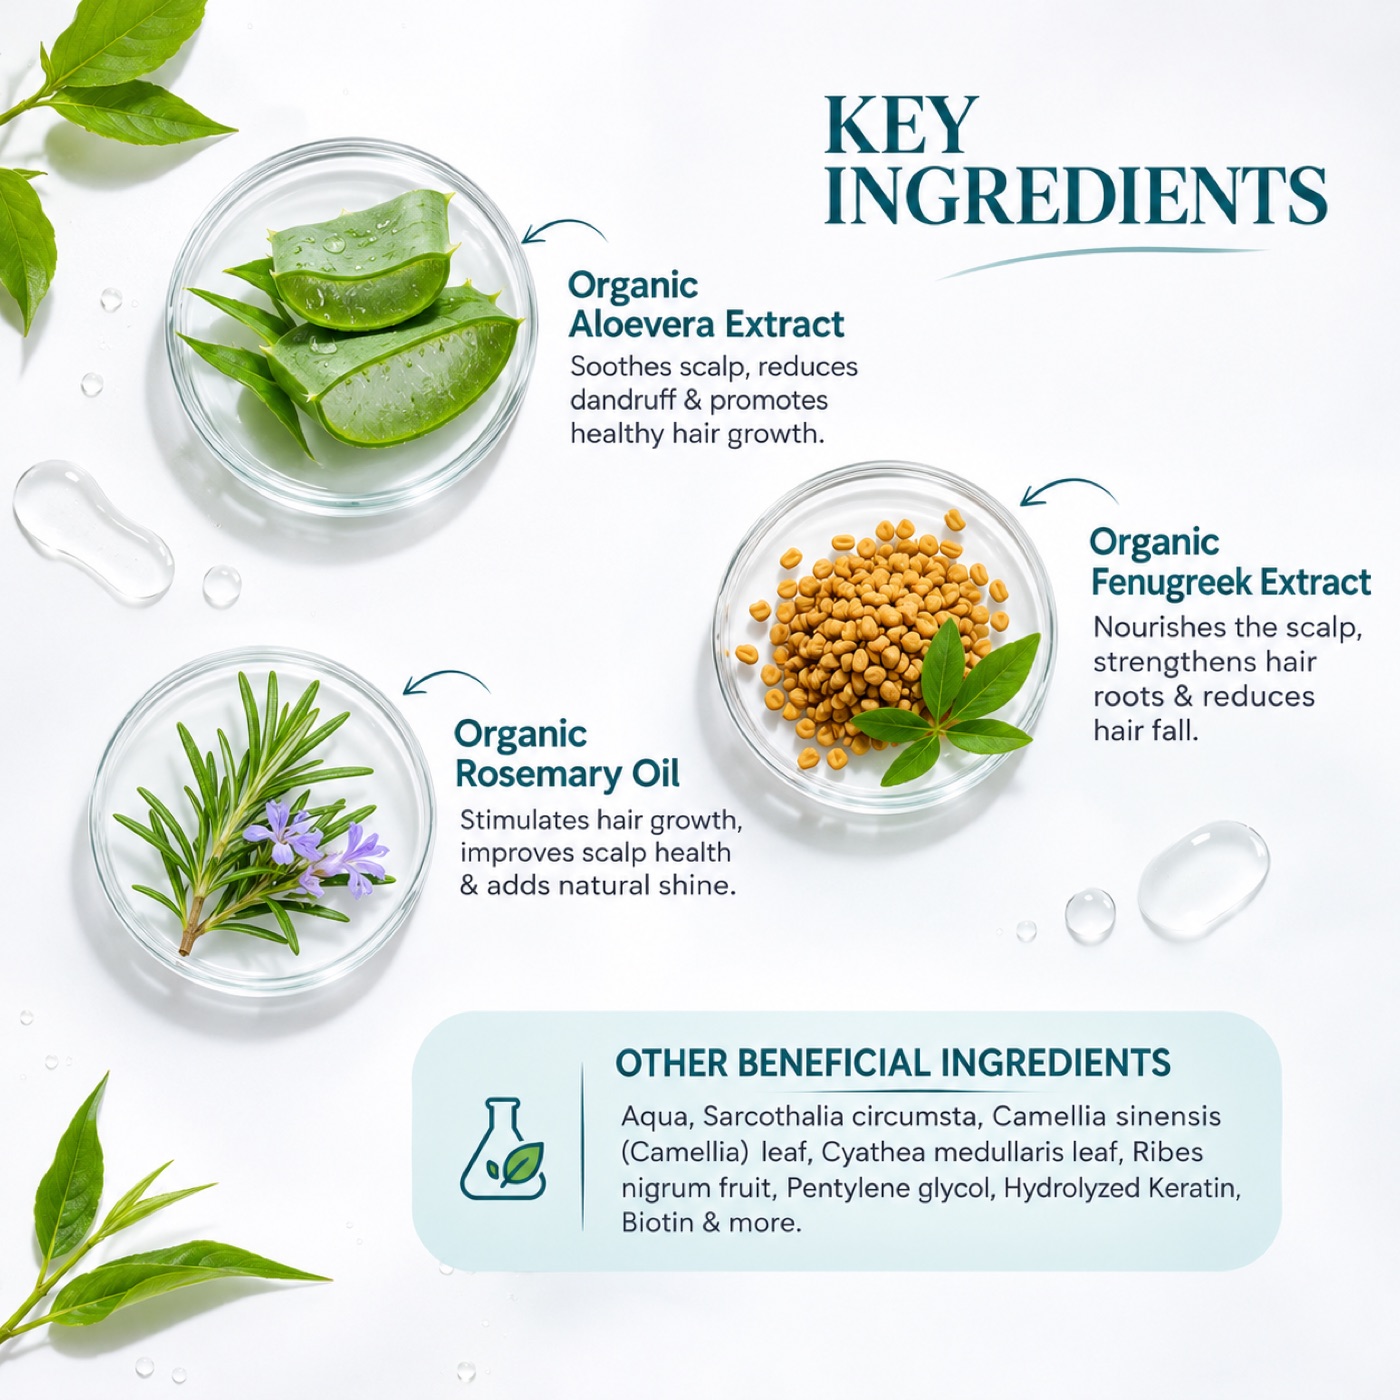 KEY
INGREDIENTS
Organic
Aloevera Extract
Soothes scalp, reduces
dandruff & promotes
healthy hair growth.
Organic
Fenugreek Extract
Nourishes the scalp,
strengthens hair
roots & reduces
hair fall.
Organic
Rosemary Oil
Stimulates hair growth,
improves scalp health
& adds natural shine.
OTHER BENEFICIAL INGREDIENTS
Aqua, Sarcothalia circumsta, Camellia sinensis
(Camellia) leaf, Cyathea medullaris leaf, Ribes
nigrum fruit, Pentylene glycol, Hydrolyzed Keratin,
Biotin & more.